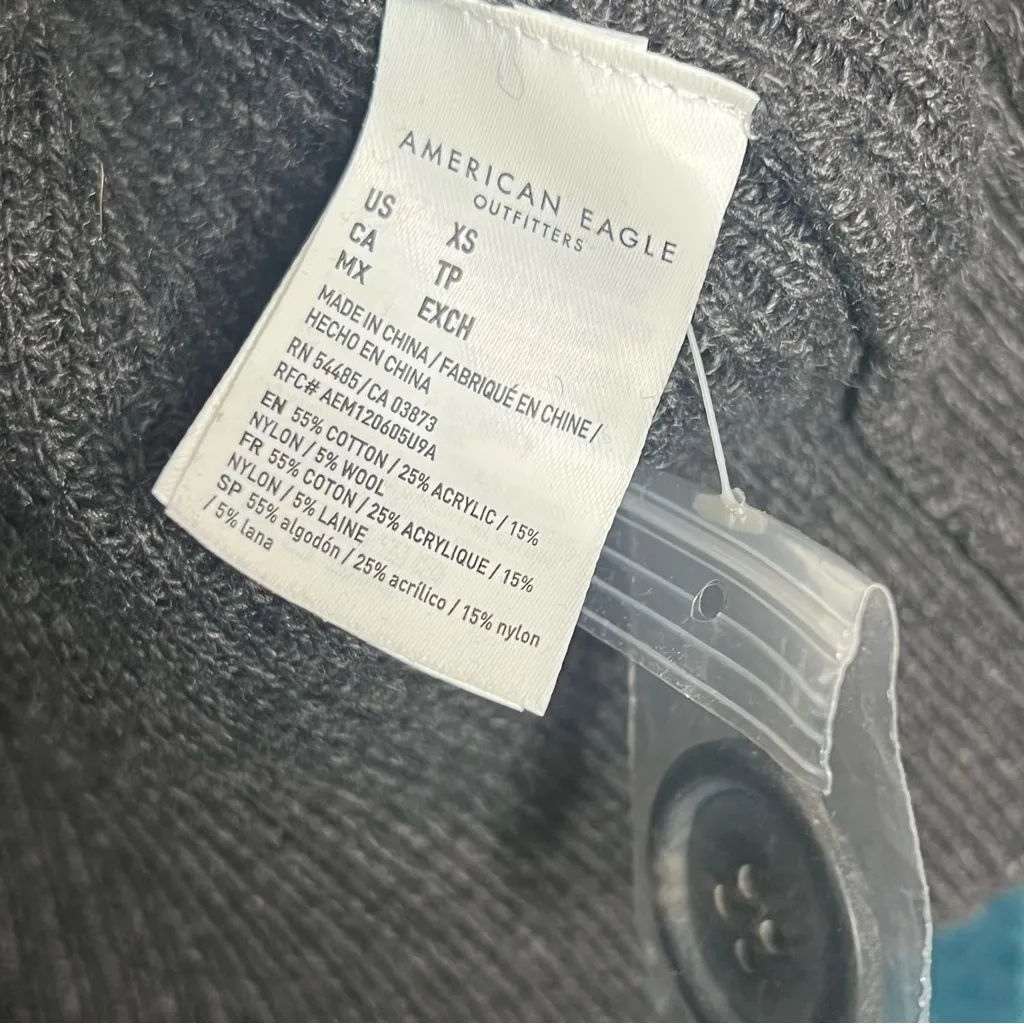 AMERICAN EAGLE
OUTFITTERS
US XS
CA TP
MX EXCH
MADE IN CHINA / FABRIQUÉ EN CHINE /
HECHO EN CHINA
RN 54485 / CA 03873
RFC# AEM120605U9A
EN 55% COTTON / 25% ACRYLIC / 15%
NYLON / 5% WOOL
FR 55% COTON / 25% ACRYLIQUE / 15%
NYLON / 5% LAINE
SP 55% algodón / 25% acrílico / 15% nylon
/ 5% lana